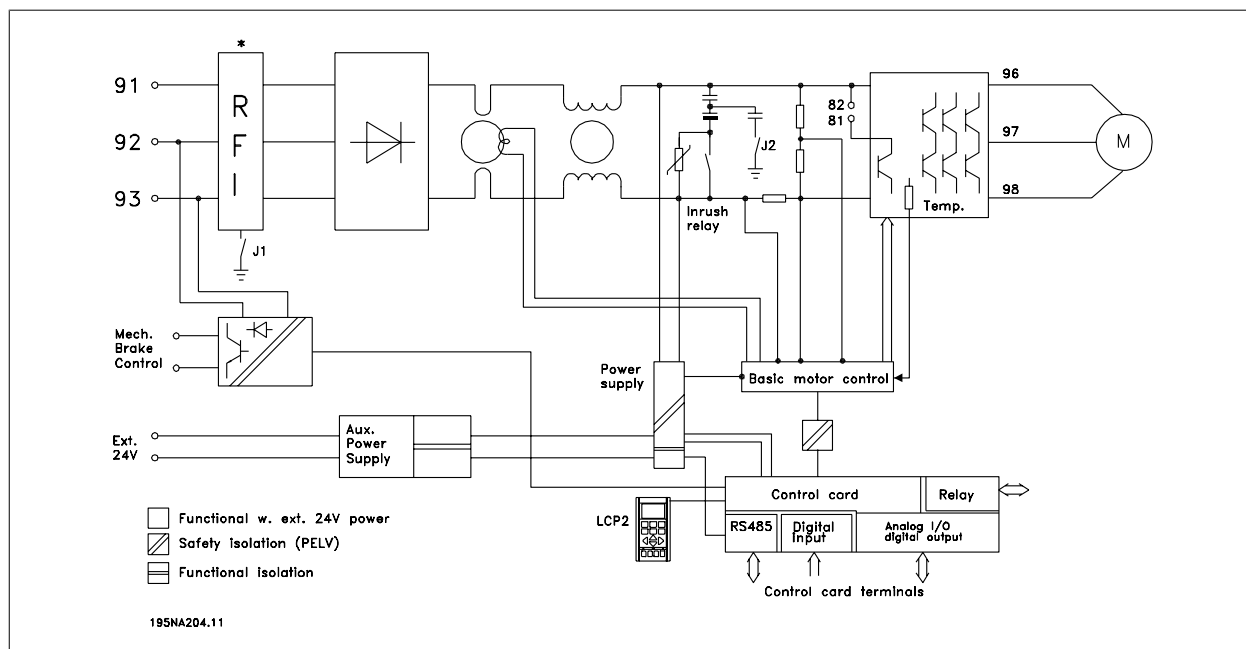 *
91
92
93
R
F
I
J1
82
81
J2
Inrush
relay
Temp.
96
97
98
M
Mech.
Brake
Control
Power
supply
Basic motor control
Ext.
24V
Aux.
Power
Supply
Control card
Relay
LCP2
RS485
Digital
Input
Analog I/O
digital output
Control card terminals
Functional w. ext. 24V power
Safety isolation (PELV)
Functional isolation
195NA204.11